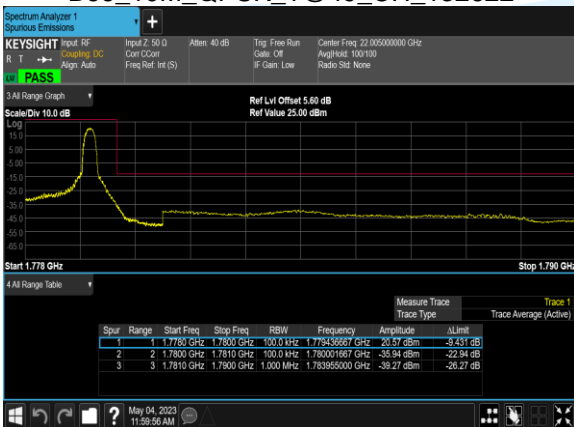 Spectrum Analyzer 1
Spurious Emissions
+
KEYSIGHT Input: RF Input Z: 50 Ω Atten: 40 dB Trig: Free Run Center Freq: 22.005000000 GHz
R T Coupling: DC Corr CCorr Gate: Off Avg|Hold: 100/100
Align: Auto Freq Ref: Int (S) IF Gain: Low Radio Std: None
LW PASS
3 All Range Graph
Ref Lvl Offset 5.60 dB
Scale/Div 10.0 dB Ref Value 25.00 dBm
Log
15.0
5.00
-5.00
-15.0
-25.0
-35.0
-45.0
-55.0
-65.0
Start 1.778 GHz Stop 1.790 GHz
4 All Range Table
Measure Trace Trace 1
Trace Type Trace Average (Active)
Spur Range Start Freq Stop Freq RBW Frequency Amplitude ΔLimit
1 1 1.7780 GHz 1.7800 GHz 100.0 kHz 1.779436667 GHz 20.57 dBm -9.431 dB
2 2 1.7800 GHz 1.7810 GHz 100.0 kHz 1.780001667 GHz -35.94 dBm -22.94 dB
3 3 1.7810 GHz 1.7900 GHz 1.000 MHz 1.783955000 GHz -39.27 dBm -26.27 dB
? May 04, 2023
11:59:56 AM